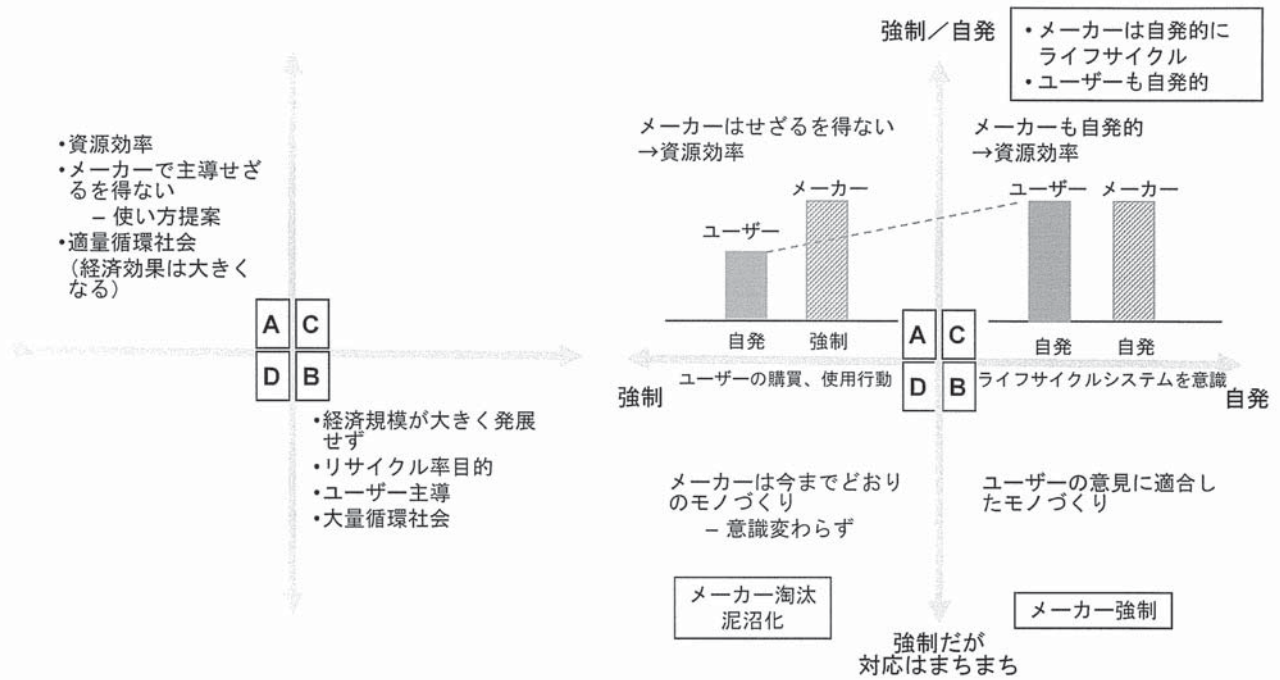 ・資源効率
・メーカーで主導せざ
るを得ない
– 使い方提案
・適量循環社会
（経済効果は大きく
なる）
A C
D B
・経済規模が大きく発展
せず
・リサイクル率目的
・ユーザー主導
・大量循環社会
強制／自発
・メーカーは自発的に
ライフサイクル
・ユーザーも自発的
メーカーはせざるを得ない
→資源効率
メーカーも自発的
→資源効率
ユーザー
メーカー
ユーザー メーカー
自発 強制
自発 自発
A C
D B
ユーザーの購買、使用行動
ライフサイクルシステムを意識
強制
自発
メーカーは今までどおり
のモノづくり
– 意識変わらず
ユーザーの意見に適合し
たモノづくり
メーカー淘汰
泥沼化
メーカー強制
強制だが
対応はまちまち